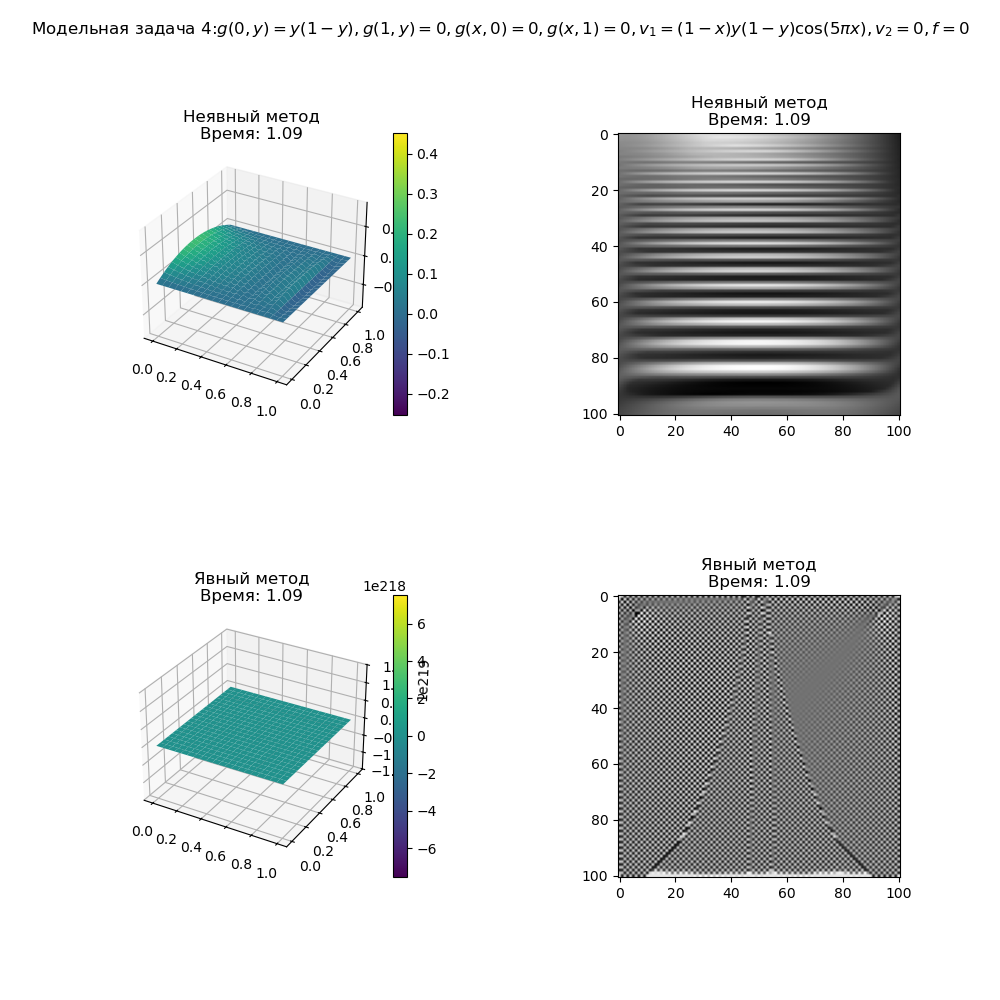 Модельная задача 4:g(0, y) = y(1 − y), g(1, y) = 0, g(x, 0) = 0, g(x, 1) = 0, v₁ = (1 − x)y(1 − y)cos(5πx), v₂ = 0, f = 0
Неявный метод
Время: 1.09
0.4
0.3
0.2
0.1
0.0
−0.1
−0.2
0.0 0.2 0.4 0.6 0.8 1.0
0.0 0.2 0.4 0.6 0.8 1.0
Неявный метод
Время: 1.09
0
20
40
60
80
100
0 20 40 60 80 100
Явный метод
Время: 1.09
1e218
6
4
2
0
−2
−4
−6
1e219
0.0 0.2 0.4 0.6 0.8 1.0
0.0 0.2 0.4 0.6 0.8 1.0
Явный метод
Время: 1.09
0
20
40
60
80
100
0 20 40 60 80 100